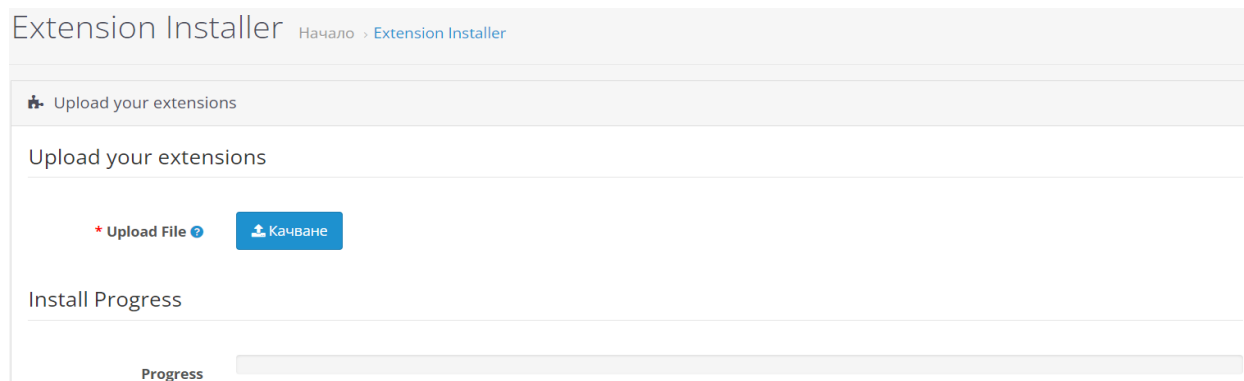 Extension Installer Начало › Extension Installer
Upload your extensions
Upload your extensions
* Upload File ?
Качване
Install Progress
Progress